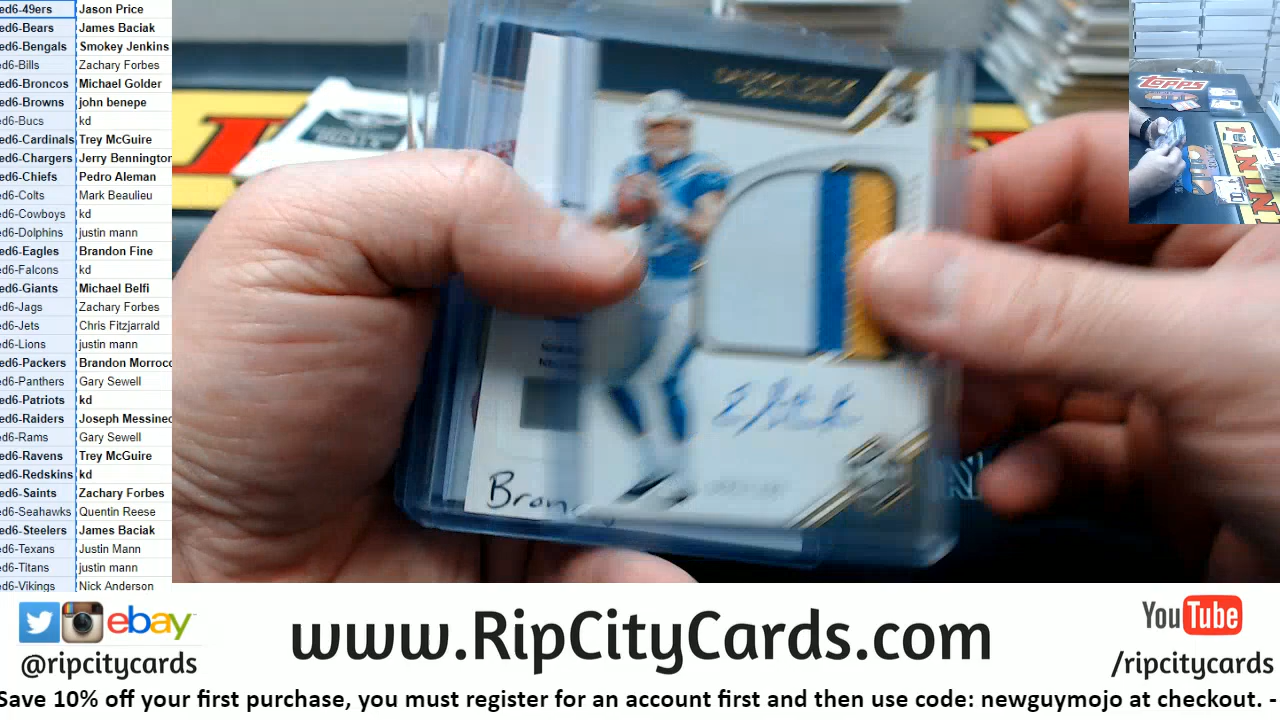 ed6-49ers Jason Price
ed6-Bears James Baciak
ed6-Bengals Smokey Jenkins
ed6-Bills Zachary Forbes
ed6-Broncos Michael Golder
ed6-Browns john benepe
ed6-Bucs kd
ed6-Cardinals Trey McGuire
ed6-Chargers Jerry Bennington
ed6-Chiefs Pedro Aleman
ed6-Colts Mark Beaulieu
ed6-Cowboys kd
ed6-Dolphins justin mann
ed6-Eagles Brandon Fine
ed6-Falcons kd
ed6-Giants Michael Belfi
ed6-Jags Zachary Forbes
ed6-Jets Chris Fitzjarrald
ed6-Lions justin mann
ed6-Packers Brandon Morrocc
ed6-Panthers Gary Sewell
ed6-Patriots kd
ed6-Raiders Joseph Messinec
ed6-Rams Gary Sewell
ed6-Ravens Trey McGuire
ed6-Redskins kd
ed6-Saints Zachary Forbes
ed6-Seahawks Quentin Reese
ed6-Steelers James Baciak
ed6-Texans Justin Mann
ed6-Titans justin mann
ed6-Vikings Nick Anderson
Topps
PANINI
Bron
ebay
@ripcitycards
www.RipCityCards.com
YouTube
/ripcitycards
Save 10% off your first purchase, you must register for an account first and then use code: newguymojo at checkout. -